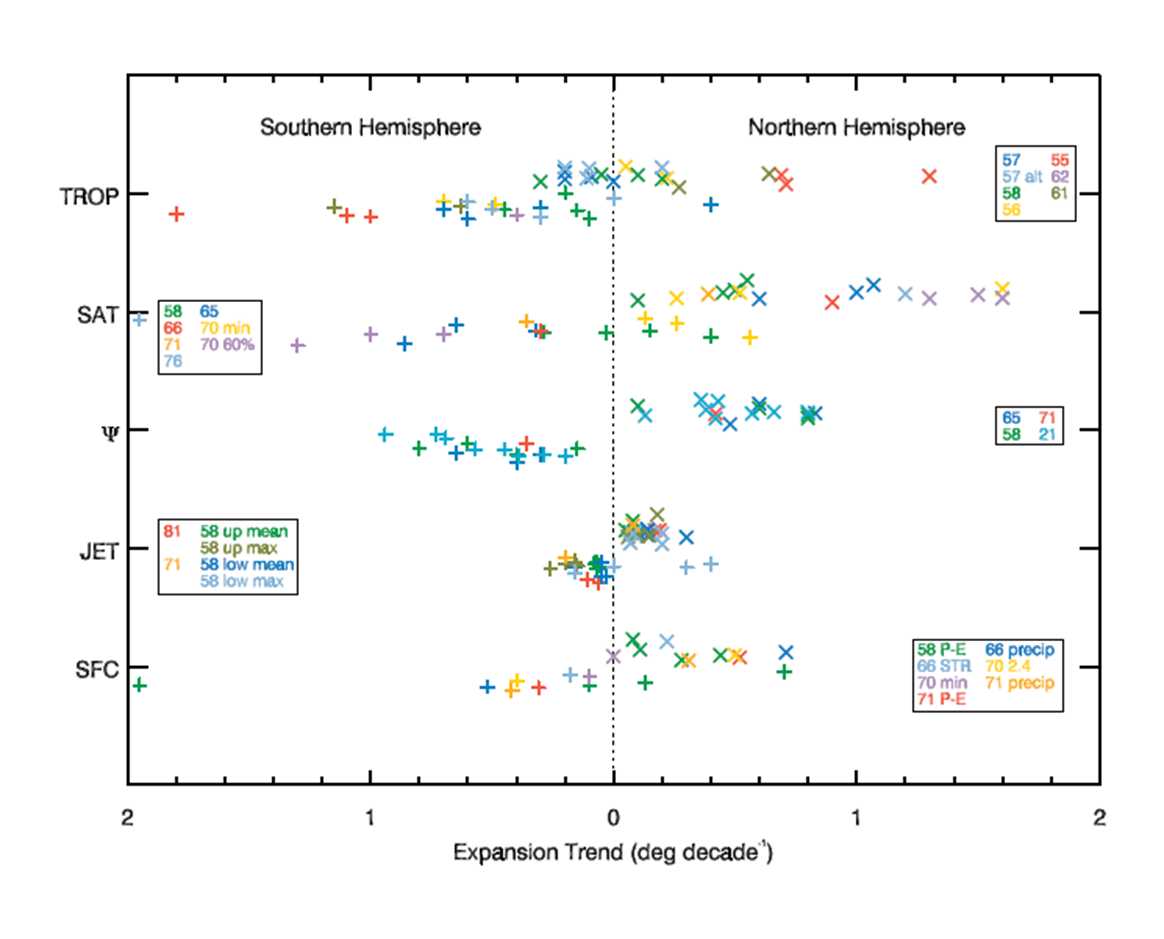 Southern Hemisphere Northern Hemisphere
TROP
57 55
57 alt 62
58 61
56
SAT
58 65
66 70 min
71 70 60%
76
Ψ
65 71
58 21
JET
81 58 up mean
58 up max
71 58 low mean
58 low max
SFC
58 P-E 66 precip
66 STR 70 2.4
70 min 71 precip
71 P-E
2 1 0 1 2
Expansion Trend (deg decade⁻¹)